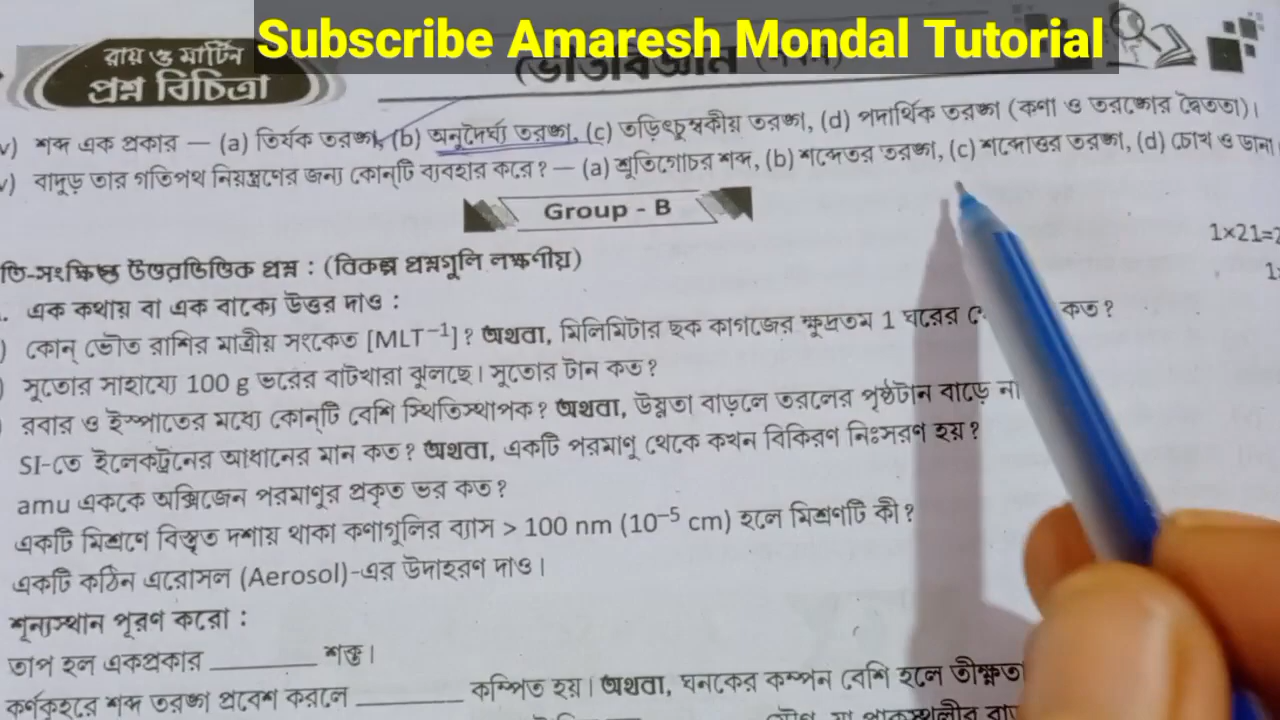 Subscribe Amaresh Mondal Tutorial
রায় ও মার্টিন
প্রশ্ন বিচিত্রা
শব্দ এক প্রকার — (a) তির্যক তরঙ্গ, (b) অনুদৈর্ঘ্য তরঙ্গ, (c) তড়িৎচুম্বকীয় তরঙ্গ, (d) পদার্থিক তরঙ্গ (কণা ও তরঙ্গের দ্বৈততা)।
বাদুড় তার গতিপথ নিয়ন্ত্রণের জন্য কোন্‌টি ব্যবহার করে? — (a) শ্রুতিগোচর শব্দ, (b) শব্দেতর তরঙ্গ, (c) শব্দোত্তর তরঙ্গ, (d) চোখ ও ডানা
Group - B
1×21=2
তি-সংক্ষিপ্ত উত্তরভিত্তিক প্রশ্ন : (বিকল্প প্রশ্নগুলি লক্ষণীয়)
. এক কথায় বা এক বাক্যে উত্তর দাও :
) কোন্ ভৌত রাশির মাত্রীয় সংকেত [MLT⁻¹]? অথবা, মিলিমিটার ছক কাগজের ক্ষুদ্রতম 1 ঘরের কত?
) সুতোর সাহায্যে 100 g ভরের বাটখারা ঝুলছে। সুতোর টান কত?
রবার ও ইস্পাতের মধ্যে কোন্‌টি বেশি স্থিতিস্থাপক? অথবা, উষ্ণতা বাড়লে তরলের পৃষ্ঠটান বাড়ে না
SI-তে ইলেকট্রনের আধানের মান কত? অথবা, একটি পরমাণু থেকে কখন বিকিরণ নিঃসরণ হয়?
amu এককে অক্সিজেন পরমাণুর প্রকৃত ভর কত?
একটি মিশ্রণে বিস্তৃত দশায় থাকা কণাগুলির ব্যাস > 100 nm (10⁻⁵ cm) হলে মিশ্রণটি কী?
একটি কঠিন এরোসল (Aerosol)-এর উদাহরণ দাও।
শূন্যস্থান পূরণ করো :
তাপ হল একপ্রকার ________ শক্তি।
কর্ণকুহরে শব্দ তরঙ্গ প্রবেশ করলে ________ কম্পিত হয়। অথবা, ঘনকের কম্পন বেশি হলে তীক্ষ্ণতা